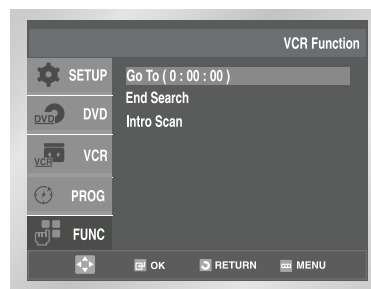 VCR Function
SETUP
Go To ( 0 : 00 : 00 )
End Search
DVD DVD
Intro Scan
VCR VCR
PROG
FUNC
OK RETURN MENU